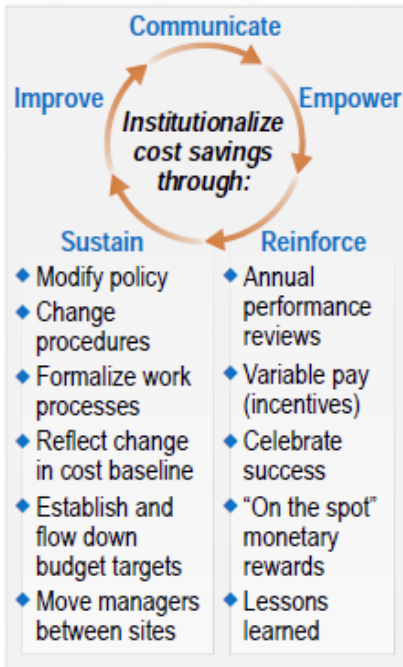 Communicate
Improve
Empower
Institutionalize
cost savings
through:
Sustain
◆ Modify policy
◆ Change
procedures
◆ Formalize work
processes
◆ Reflect change
in cost baseline
◆ Establish and
flow down
budget targets
◆ Move managers
between sites
Reinforce
◆ Annual
performance
reviews
◆ Variable pay
(incentives)
◆ Celebrate
success
◆ “On the spot”
monetary
rewards
◆ Lessons
learned